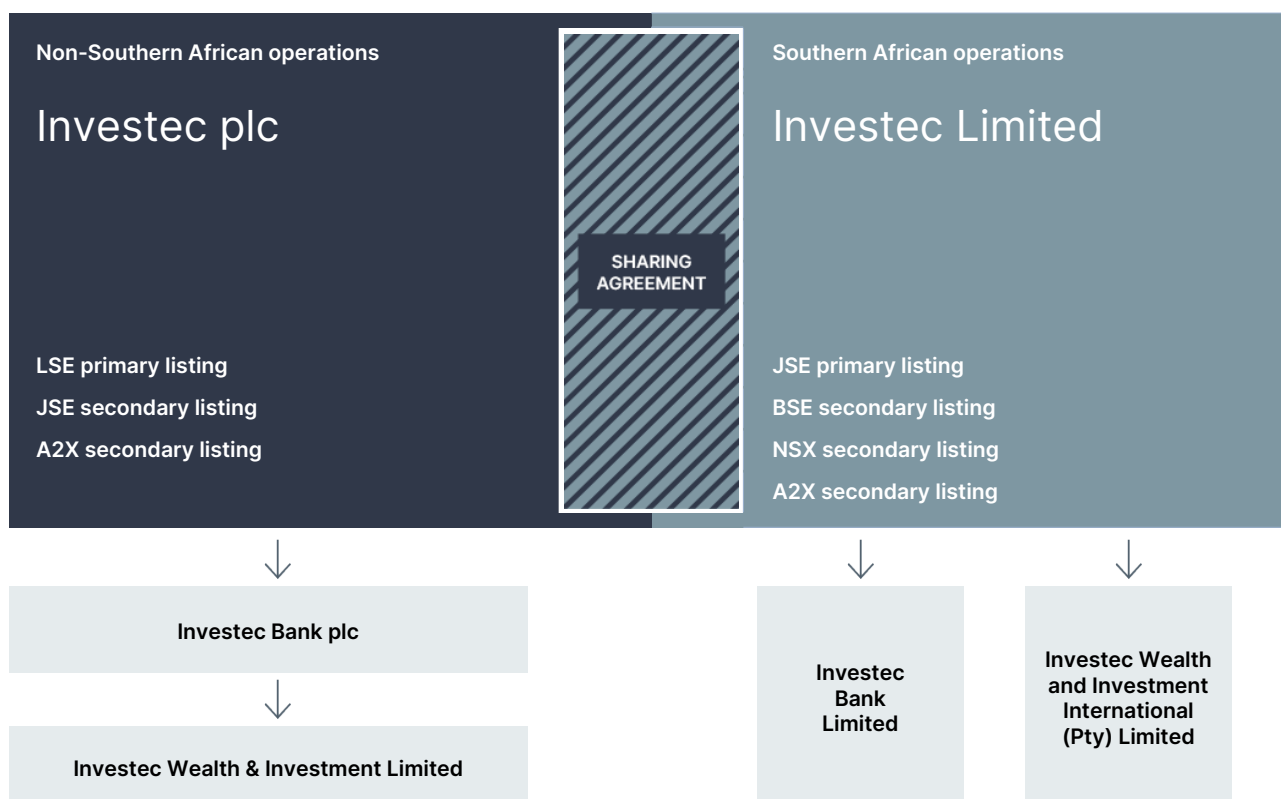 Non-Southern African operations
Investec plc
LSE primary listing
JSE secondary listing
A2X secondary listing
SHARING
AGREEMENT
Southern African operations
Investec Limited
JSE primary listing
BSE secondary listing
NSX secondary listing
A2X secondary listing
Investec Bank plc
Investec Wealth & Investment Limited
Investec
Bank
Limited
Investec Wealth
and Investment
International
(Pty) Limited